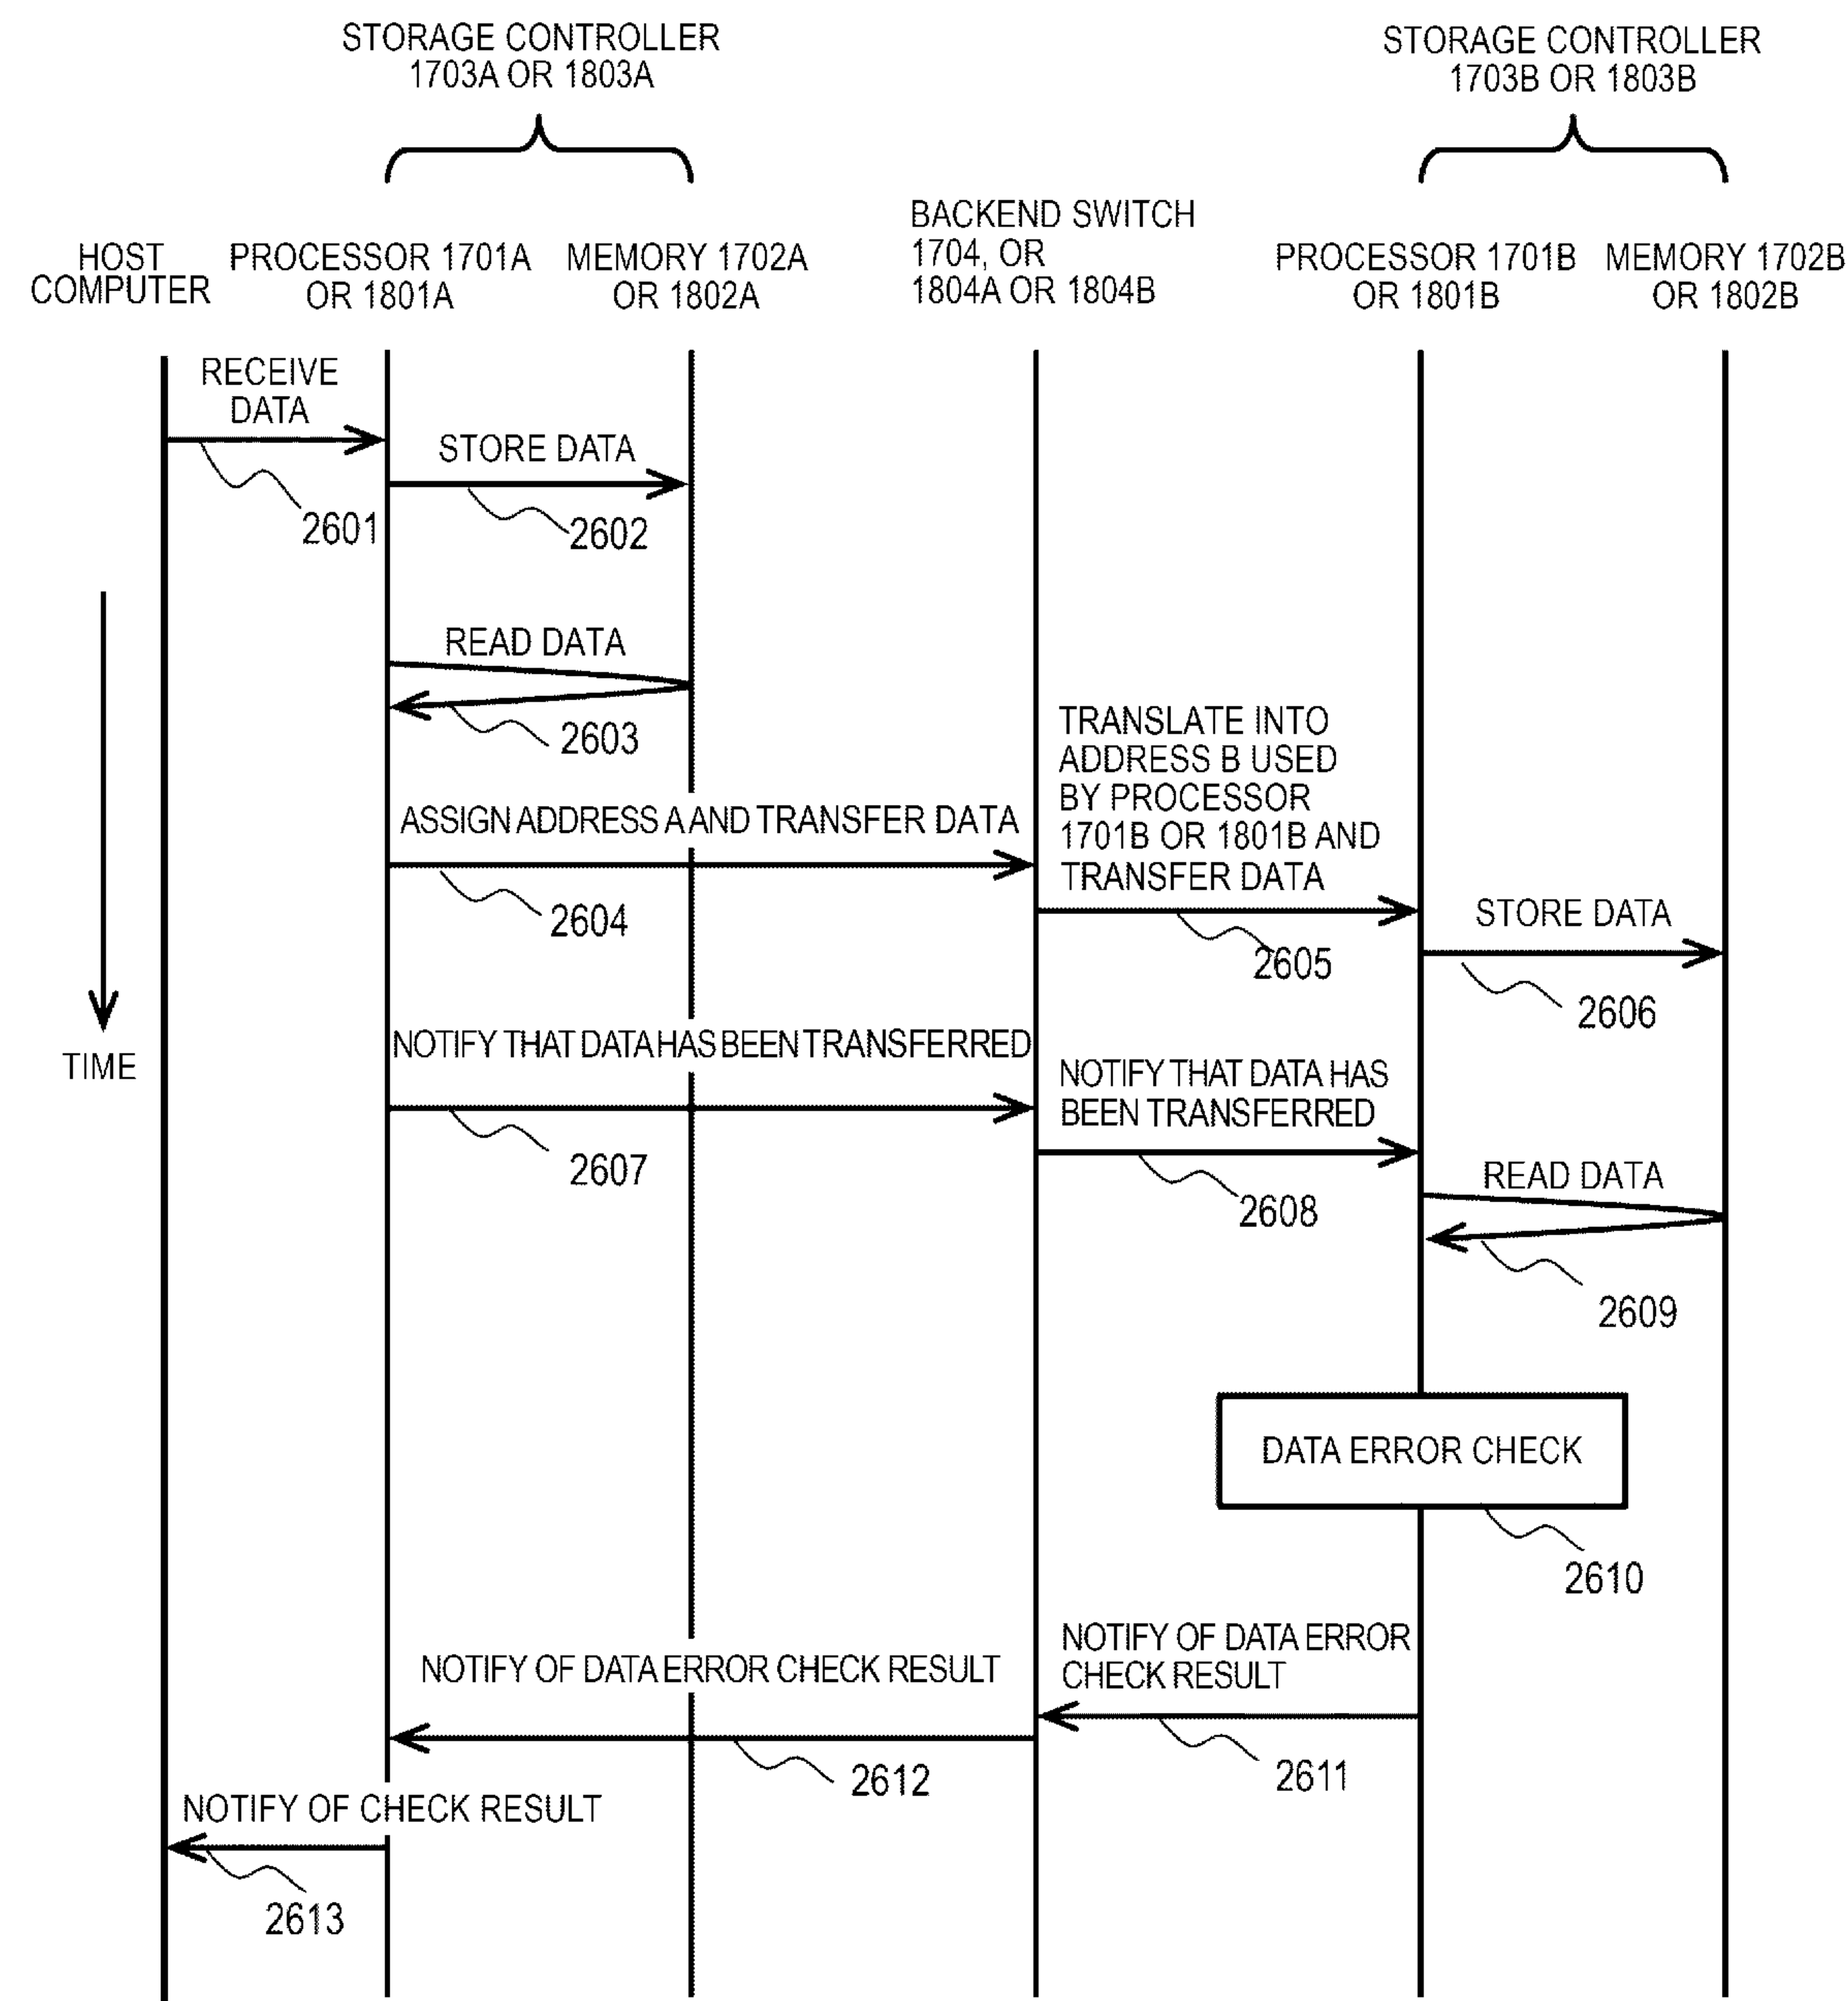 STORAGE CONTROLLER
1703A OR 1803A
STORAGE CONTROLLER
1703B OR 1803B
HOST
COMPUTER
PROCESSOR 1701A
OR 1801A
MEMORY 1702A
OR 1802A
BACKEND SWITCH
1704, OR
1804A OR 1804B
PROCESSOR 1701B
OR 1801B
MEMORY 1702B
OR 1802B
RECEIVE
DATA
2601
STORE DATA
2602
READ DATA
2603
ASSIGN ADDRESS A AND TRANSFER DATA
2604
TRANSLATE INTO
ADDRESS B USED
BY PROCESSOR
1701B OR 1801B AND
TRANSFER DATA
2605
STORE DATA
2606
TIME
NOTIFY THAT DATA HAS BEEN TRANSFERRED
2607
NOTIFY THAT DATA HAS
BEEN TRANSFERRED
2608
READ DATA
2609
DATA ERROR CHECK
2610
NOTIFY OF DATA ERROR
CHECK RESULT
2611
NOTIFY OF DATA ERROR CHECK RESULT
2612
NOTIFY OF CHECK RESULT
2613